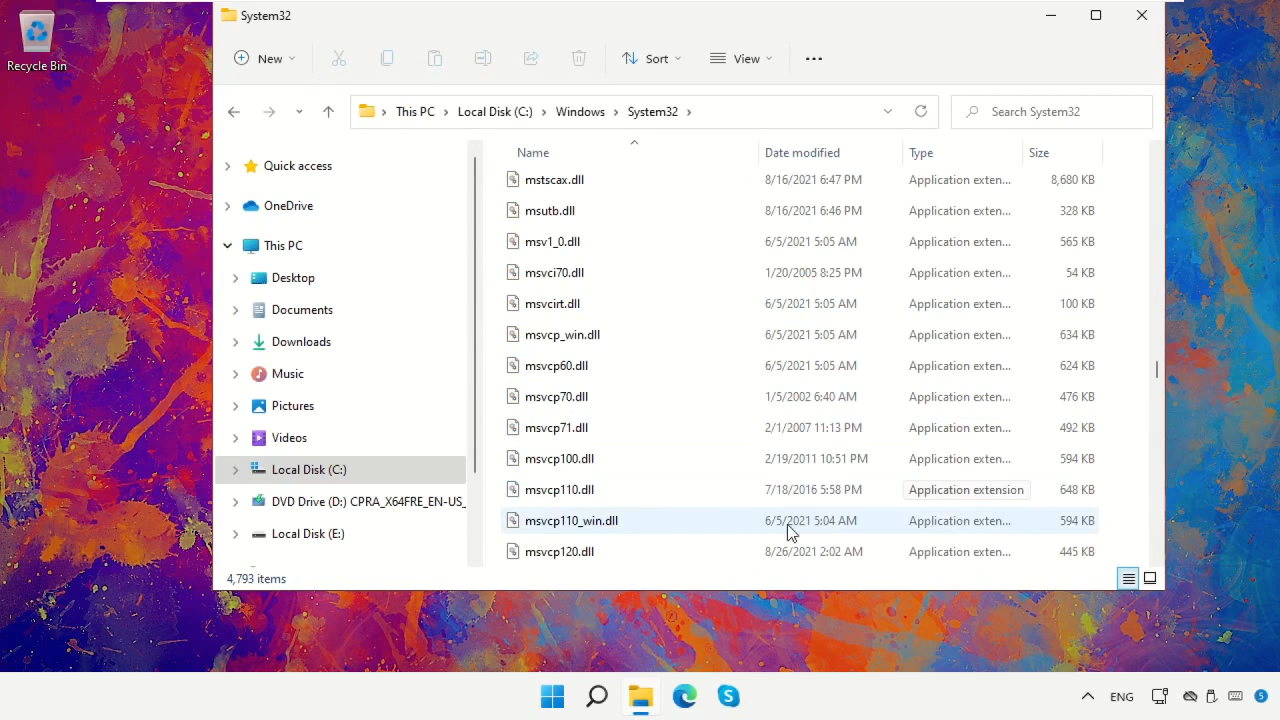 System32
Recycle Bin
New
Sort
View
This PC
Local Disk (C:)
Windows
System32
Search System32
Quick access
OneDrive
This PC
Desktop
Documents
Downloads
Music
Pictures
Videos
Local Disk (C:)
DVD Drive (D:) CPRA_X64FRE_EN-US_
Local Disk (E:)
Name Date modified Type Size
mstscax.dll 8/16/2021 6:47 PM Application exten... 8,680 KB
msutb.dll 8/16/2021 6:46 PM Application exten... 328 KB
msv1_0.dll 6/5/2021 5:05 AM Application exten... 565 KB
msvci70.dll 1/20/2005 8:25 PM Application exten... 54 KB
msvcirt.dll 6/5/2021 5:05 AM Application exten... 100 KB
msvcp_win.dll 6/5/2021 5:05 AM Application exten... 634 KB
msvcp60.dll 6/5/2021 5:05 AM Application exten... 624 KB
msvcp70.dll 1/5/2002 6:40 AM Application exten... 476 KB
msvcp71.dll 2/1/2007 11:13 PM Application exten... 492 KB
msvcp100.dll 2/19/2011 10:51 PM Application exten... 594 KB
msvcp110.dll 7/18/2016 5:58 PM Application extension 648 KB
msvcp110_win.dll 6/5/2021 5:04 AM Application exten... 594 KB
msvcp120.dll 8/26/2021 2:02 AM Application exten... 445 KB
4,793 items
ENG
5